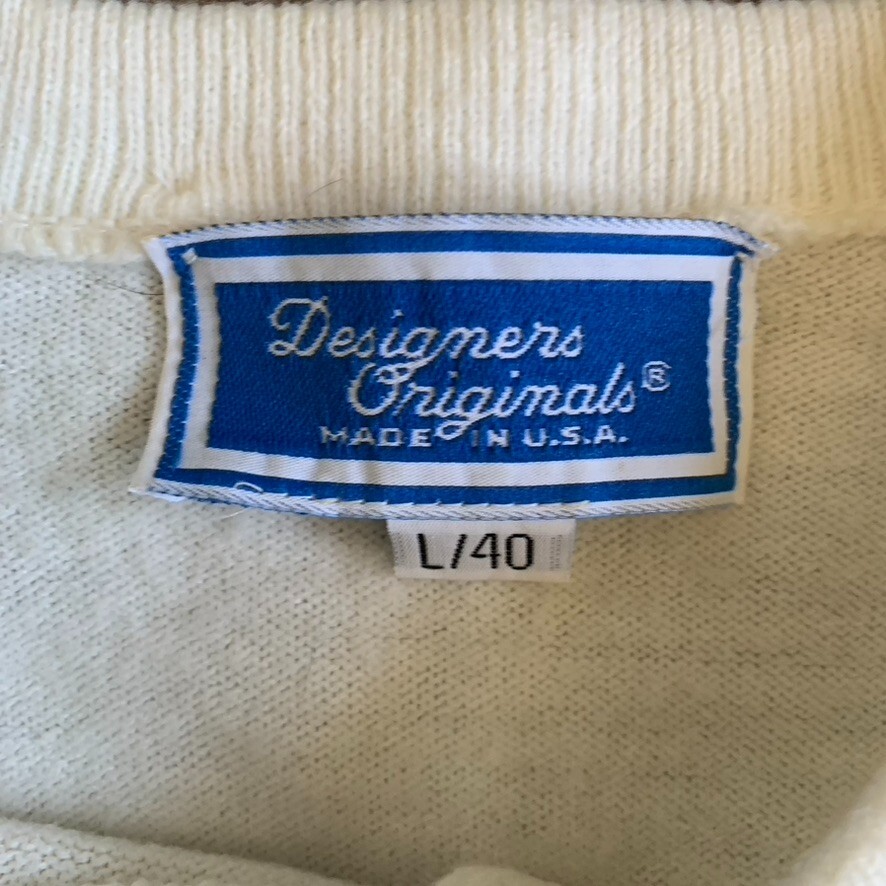 Designers
Originals®
MADE IN U.S.A.
L/40